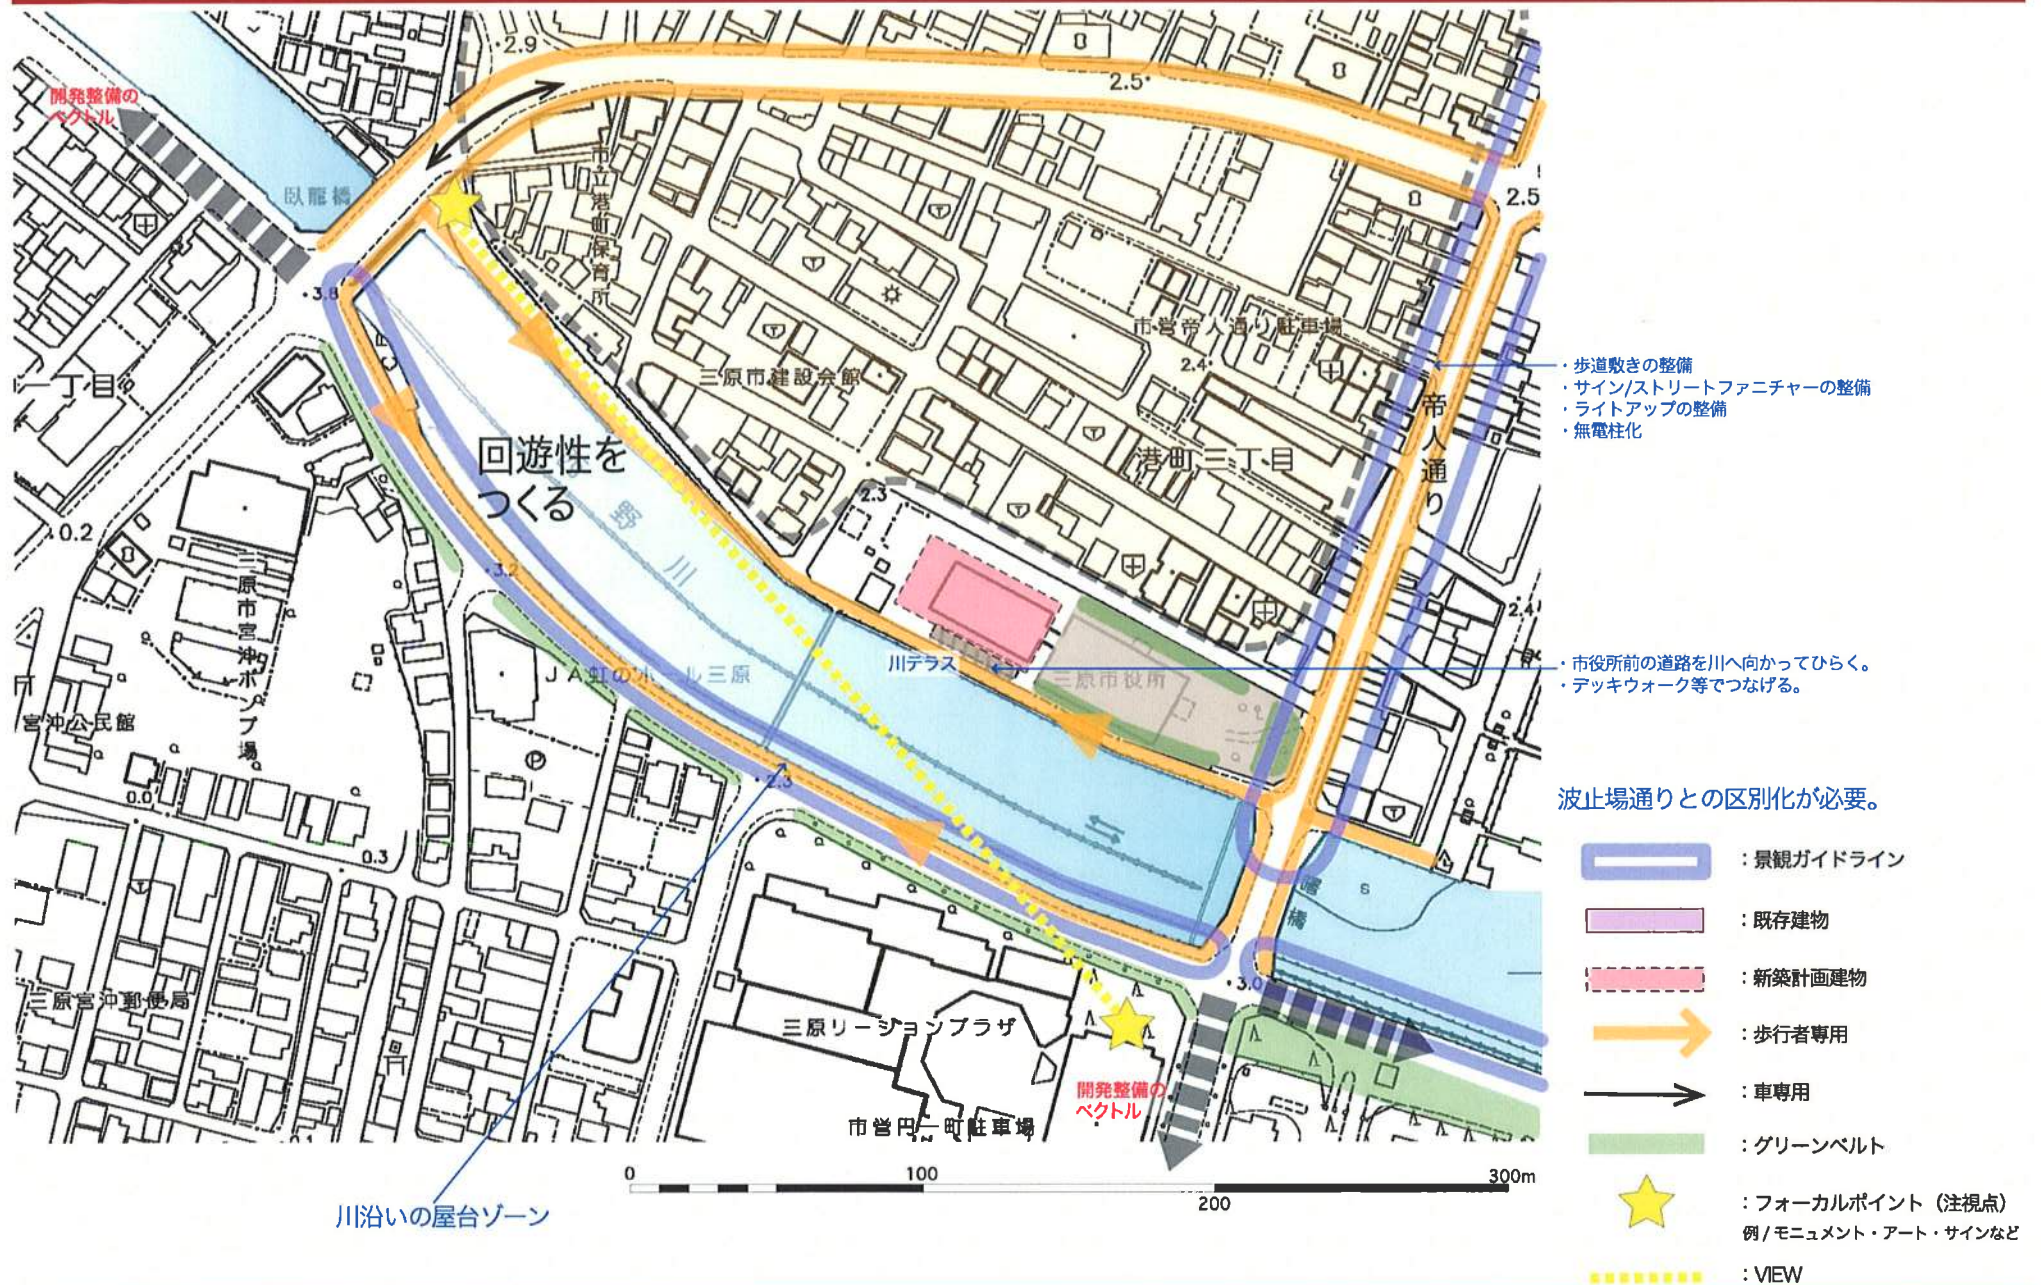 開発整備の
ベクトル
臥龍橋
2.9
2.5
2.5
3.8
市立港町保育所
市営帝人通り駐車場
2.4
三原市建設会館
帝人通り
港町三丁目
一丁目
0.2
回遊性を
つくる
野川
2.3
3.2
三原市宮沖ポンプ場
JA虹のホール三原
宮沖公民館
川テラス
三原市役所
2.4
2.3
0.0
0.3
P
S
3.0
三原宮沖郵便局
三原リージョンプラザ
開発整備の
ベクトル
市営円一町駐車場
川沿いの屋台ゾーン
0
100
200
300m
・歩道敷きの整備
・サイン/ストリートファニチャーの整備
・ライトアップの整備
・無電柱化
・市役所前の道路を川へ向かってひらく。
・デッキウォーク等でつなげる。
波止場通りとの区別化が必要。
：景観ガイドライン
：既存建物
：新築計画建物
：歩行者専用
：車専用
：グリーンベルト
：フォーカルポイント（注視点）
例 / モニュメント・アート・サインなど
：VIEW